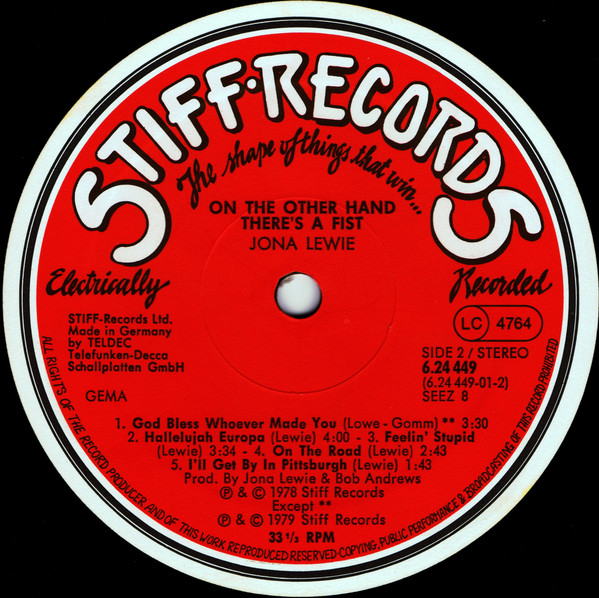 STIFF·RECORDS
The shape of things that win...
ON THE OTHER HAND
THERE'S A FIST
JONA LEWIE
Electrically
Recorded
STIFF-Records Ltd.
Made in Germany
by TELDEC
Telefunken-Decca
Schallplatten GmbH
GEMA
LC 4764
SIDE 2 / STEREO
6.24 449
(6.24 449-01-2)
SEEZ 8
1. God Bless Whoever Made You (Lowe - Gomm) ** 3:30
2. Hallelujah Europa (Lewie) 4:00 - 3. Feelin' Stupid
(Lewie) 3:34 - 4. On The Road (Lewie) 2:43
5. I'll Get By In Pittsburgh (Lewie) 1:43
Prod. By Jona Lewie & Bob Andrews
℗ & © 1978 Stiff Records
Except **
℗ & © 1979 Stiff Records
33 1/3 RPM
ALL RIGHTS OF THE RECORD PRODUCER AND OF THIS WORK REPRODUCED RESERVED-COPYING, PUBLIC PERFORMANCE & BROADCASTING OF THIS RECORD PROHIBITED